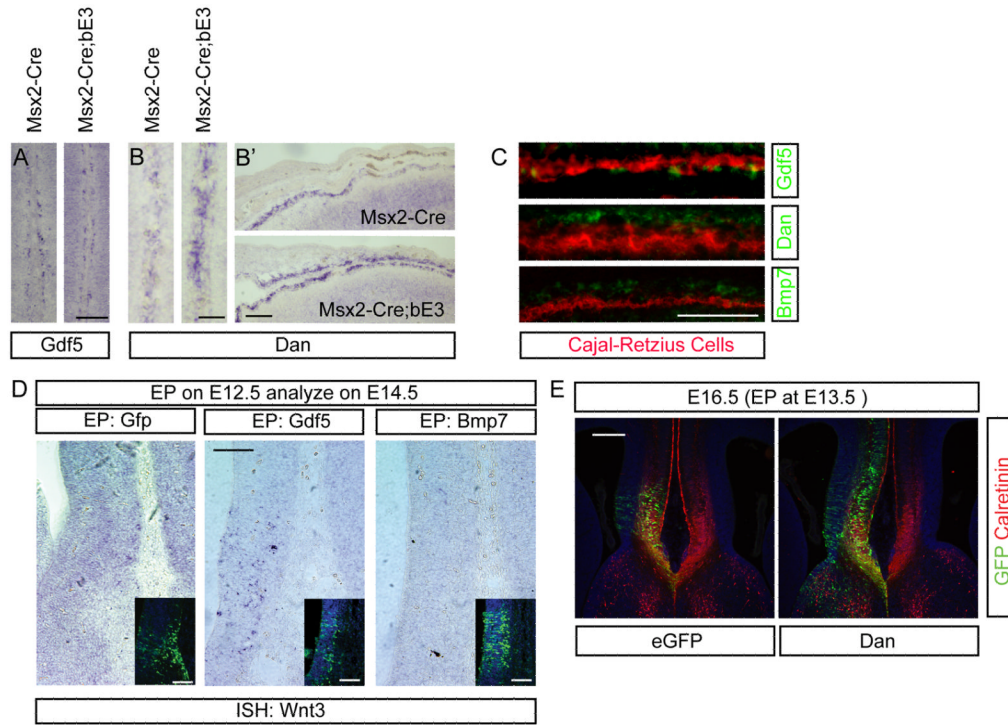 Msx2-Cre
Msx2-Cre;bE3
Msx2-Cre
Msx2-Cre;bE3
A
B
B'
Msx2-Cre
Msx2-Cre;bE3
Gdf5
Dan
C
Gdf5
Dan
Bmp7
Cajal-Retzius Cells
D
EP on E12.5 analyze on E14.5
EP: Gfp
EP: Gdf5
EP: Bmp7
ISH: Wnt3
E
E16.5 (EP at E13.5 )
eGFP
Dan
GFP Calretinin